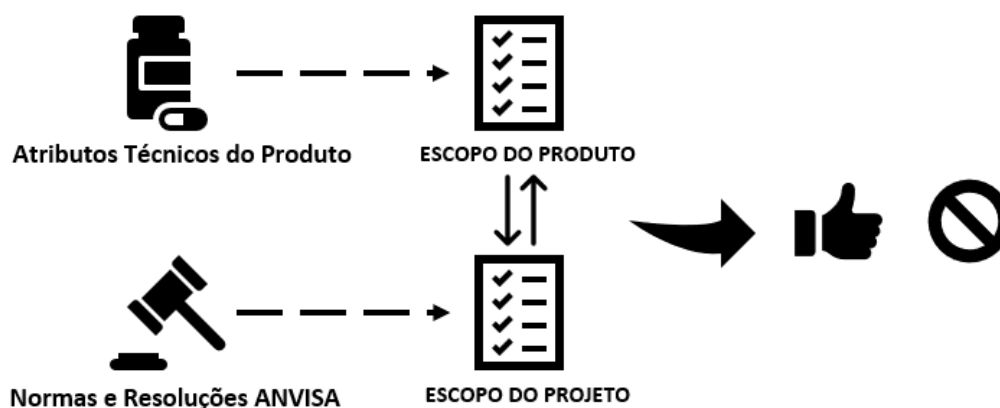 Atributos Técnicos do Produto
ESCOPO DO PRODUTO
Normas e Resoluções ANVISA
ESCOPO DO PROJETO